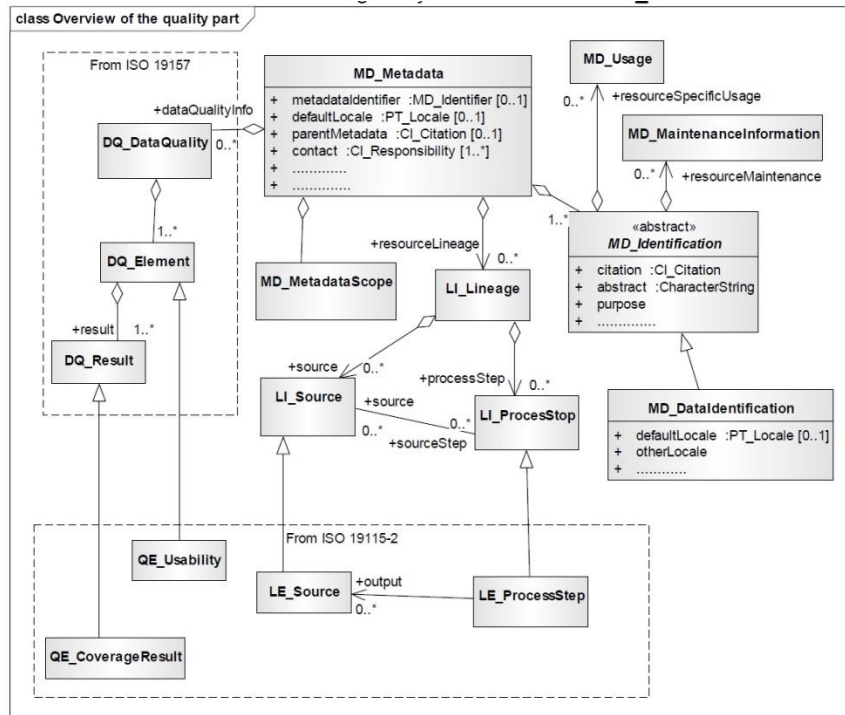 class Overview of the quality part
From ISO 19157
MD_Metadata
+ metadataIdentifier :MD_Identifier [0..1]
+ defaultLocale :PT_Locale [0..1]
+ parentMetadata :CI_Citation [0..1]
+ contact :CI_Responsibility [1..*]
+ .............
+ .............
MD_Usage
0..*
+resourceSpecificUsage
MD_MaintenanceInformation
0..*
+resourceMaintenance
+dataQualityInfo
0..*
DQ_DataQuality
1..*
DQ_Element
+result
1..*
DQ_Result
MD_MetadataScope
+resourceLineage
0..*
LI_Lineage
1..*
«abstract»
MD_Identification
+ citation :CI_Citation
+ abstract :CharacterString
+ purpose
+ ..............
+source
0..*
+processStep
0..*
LI_Source
+source
0..*
0..*
+sourceStep
LI_ProcesStop
MD_DataIdentification
+ defaultLocale :PT_Locale [0..1]
+ otherLocale
+ ............
From ISO 19115-2
QE_Usability
LE_Source
+output
0..*
LE_ProcessStep
QE_CoverageResult